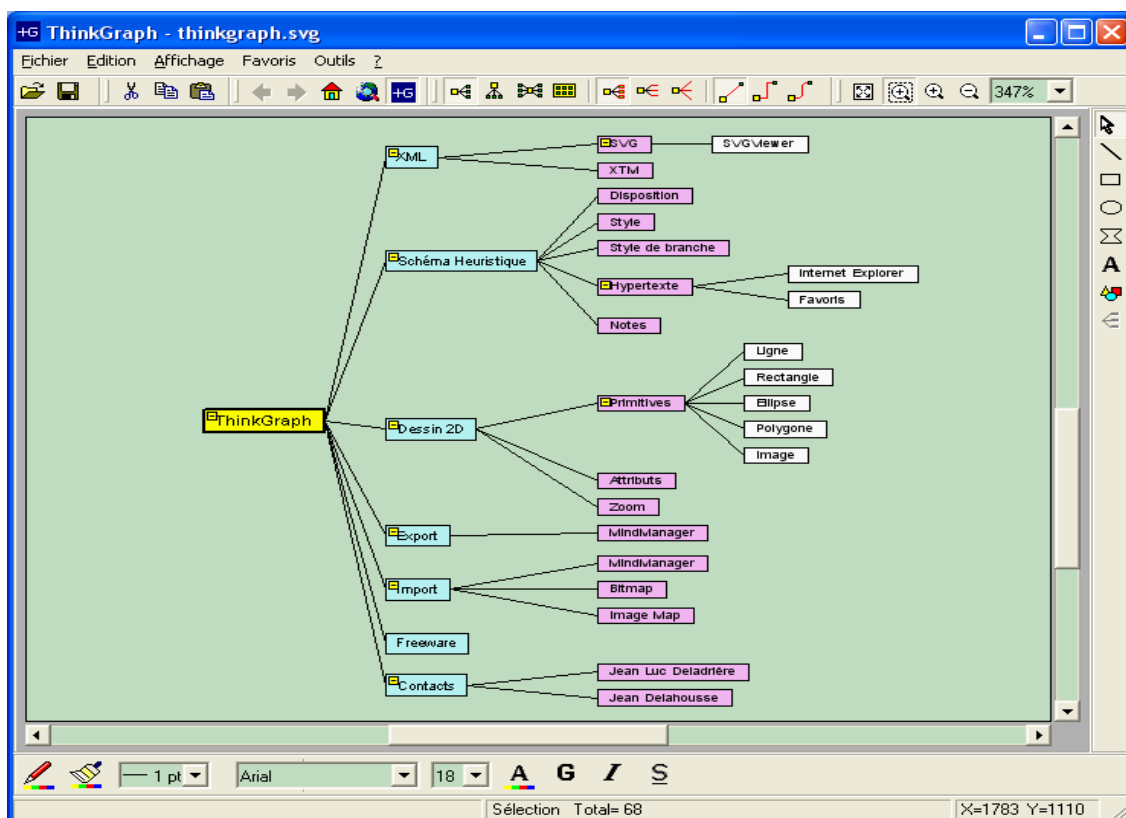 +G ThinkGraph - thinkgraph.svg
Fichier Edition Affichage Favoris Outils ?
+G 347%
XML
SVG
SVGViewer
XTM
Schéma Heuristique
Disposition
Style
Style de branche
Hypertexte
Internet Explorer
Favoris
Notes
ThinkGraph
Dessin 2D
Primitives
Ligne
Rectangle
Ellipse
Polygone
Image
Attributs
Zoom
Export
MindManager
Import
MindManager
Bitmap
Image Map
Freeware
Contacts
Jean Luc Deladrière
Jean Delahousse
A
1 pt Arial 18 A G I S
Sélection Total= 68 X=1783 Y=1110